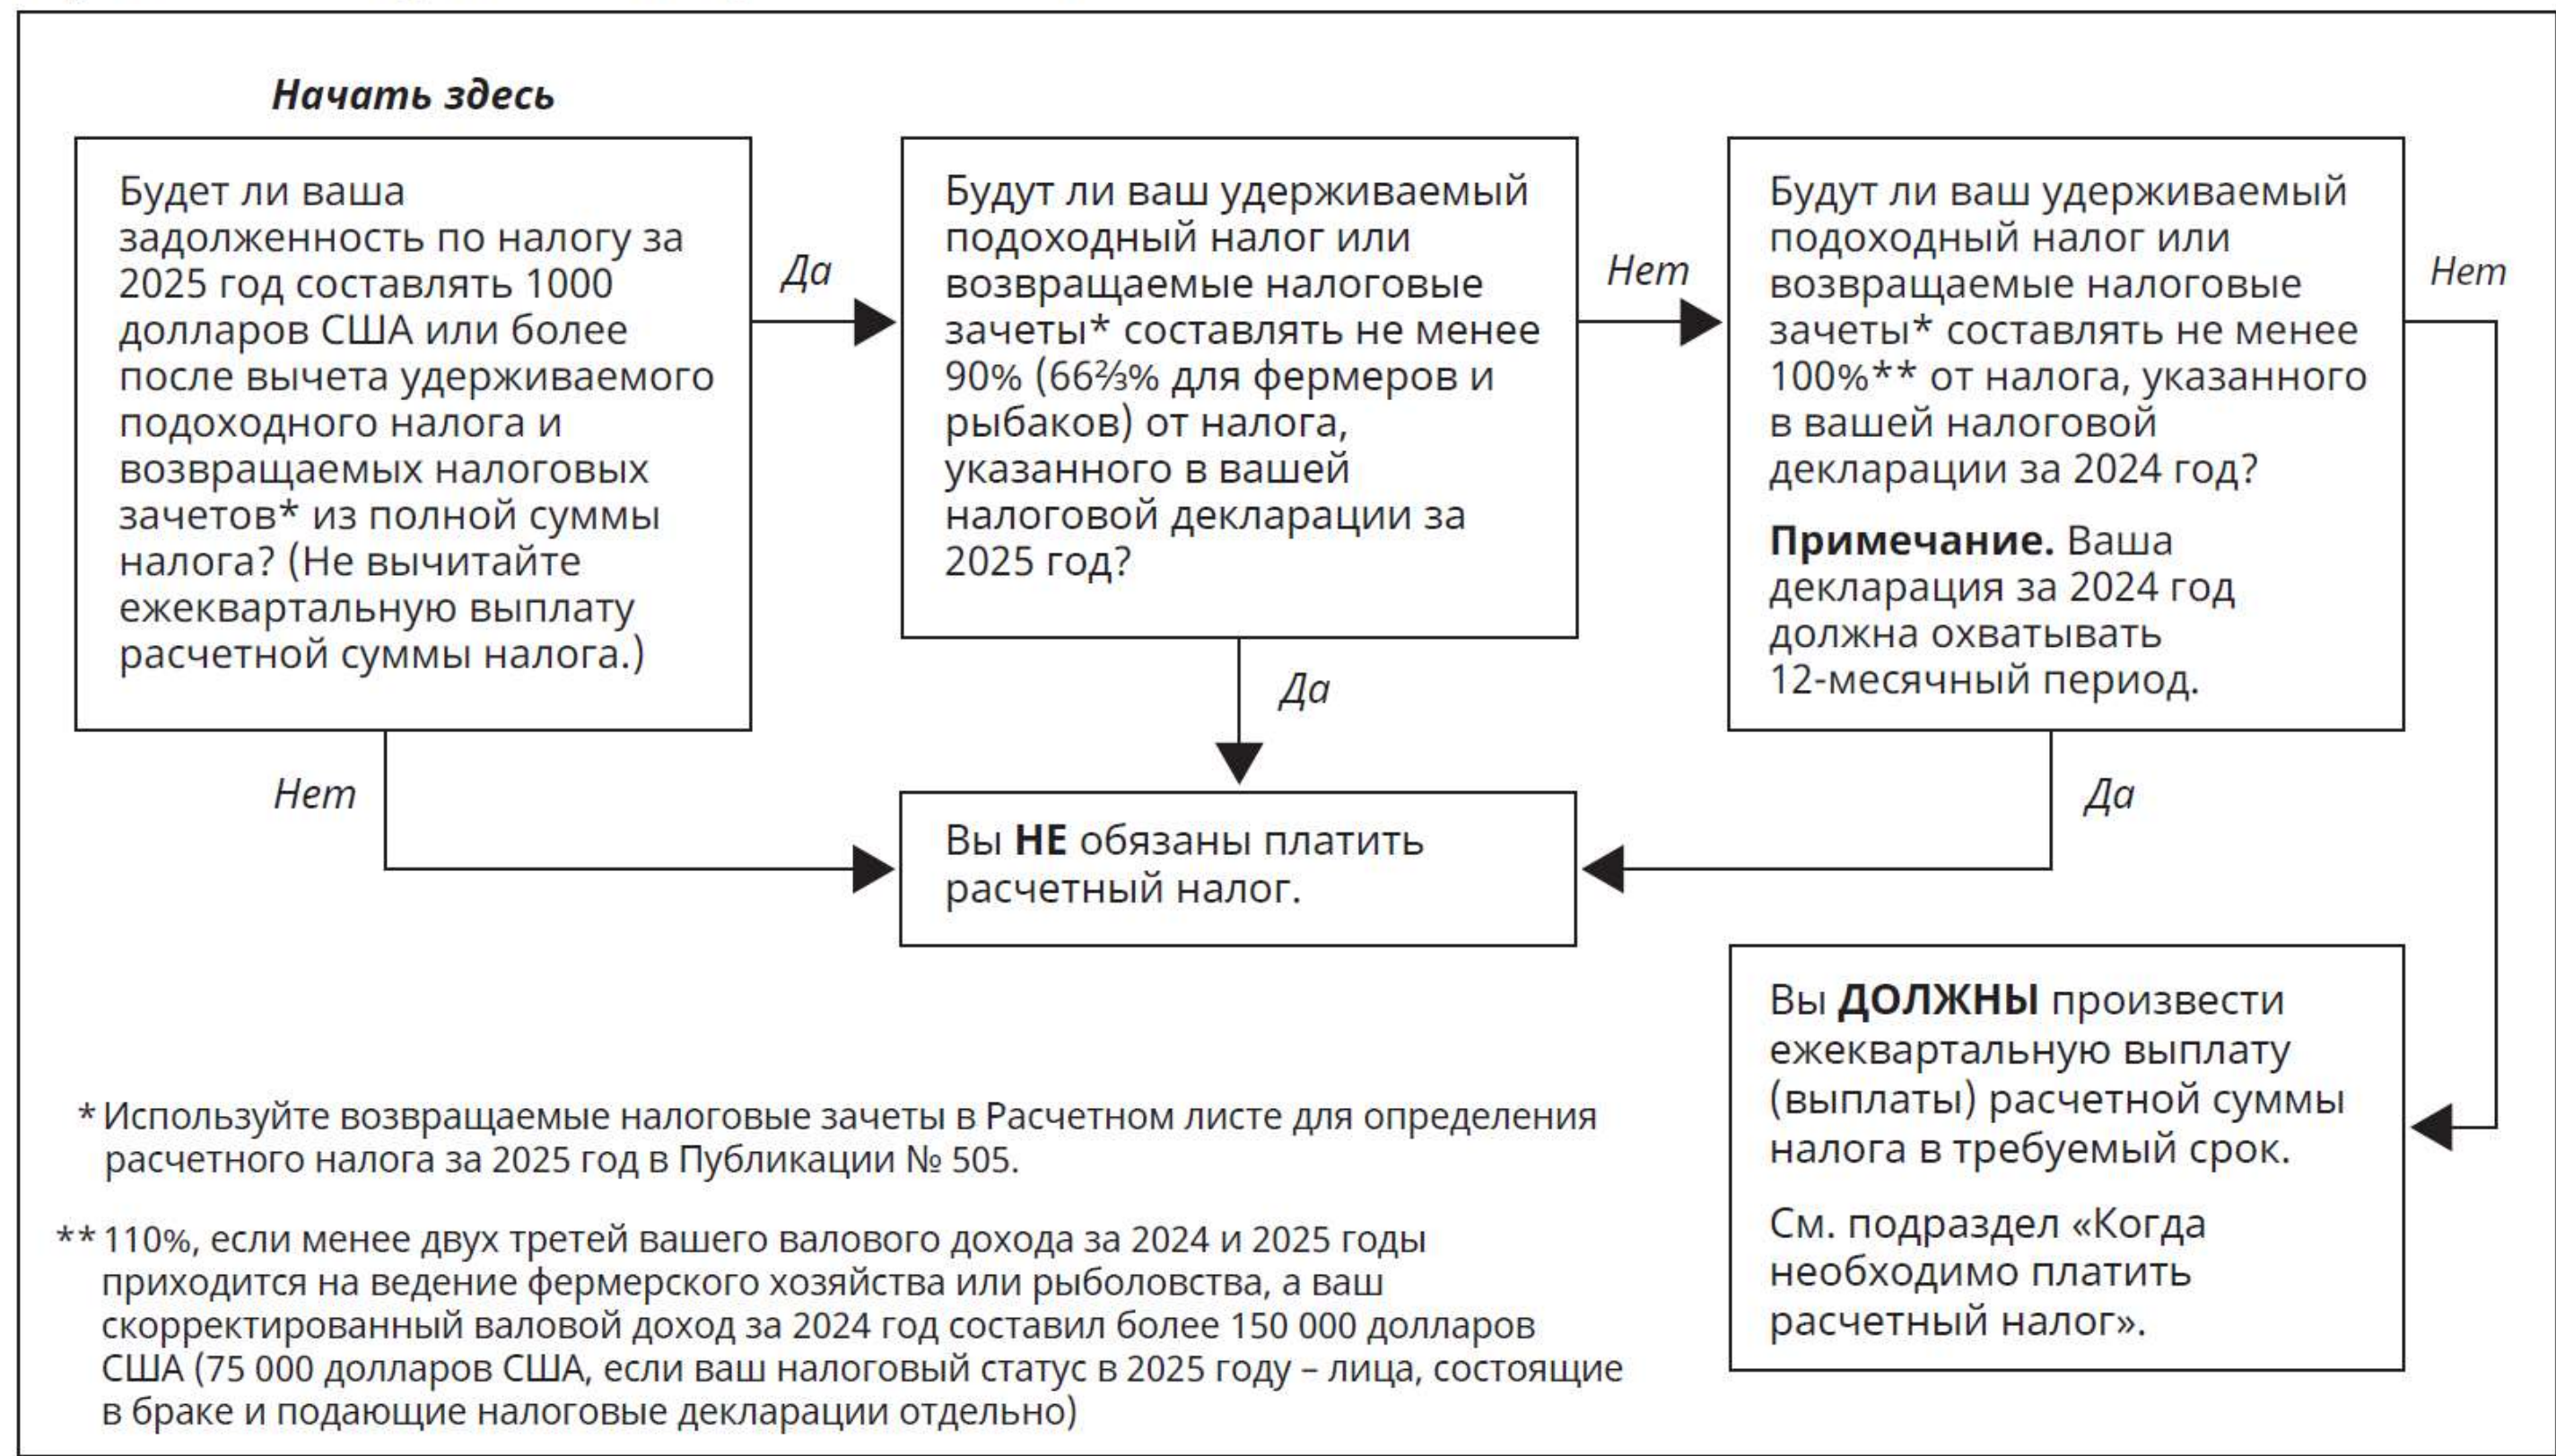 Начать здесь
Будет ли ваша
задолженность по налогу за
2025 год составлять 1000
долларов США или более
после вычета удерживаемого
подоходного налога и
возвращаемых налоговых
зачетов* из полной суммы
налога? (Не вычитайте
ежеквартальную выплату
расчетной суммы налога.)
Да
Будут ли ваш удерживаемый
подоходный налог или
возвращаемые налоговые
зачеты* составлять не менее
90% (66⅔% для фермеров и
рыбаков) от налога,
указанного в вашей
налоговой декларации за
2025 год?
Нет
Будут ли ваш удерживаемый
подоходный налог или
возвращаемые налоговые
зачеты* составлять не менее
100%** от налога, указанного
в вашей налоговой
декларации за 2024 год?
Примечание. Ваша
декларация за 2024 год
должна охватывать
12-месячный период.
Нет
Нет
Да
Да
Вы НЕ обязаны платить
расчетный налог.
Вы ДОЛЖНЫ произвести
ежеквартальную выплату
(выплаты) расчетной суммы
налога в требуемый срок.
См. подраздел «Когда
необходимо платить
расчетный налог».
* Используйте возвращаемые налоговые зачеты в Расчетном листе для определения
расчетного налога за 2025 год в Публикации № 505.
** 110%, если менее двух третей вашего валового дохода за 2024 и 2025 годы
приходится на ведение фермерского хозяйства или рыболовства, а ваш
скорректированный валовой доход за 2024 год составил более 150 000 долларов
США (75 000 долларов США, если ваш налоговый статус в 2025 году – лица, состоящие
в браке и подающие налоговые декларации отдельно)